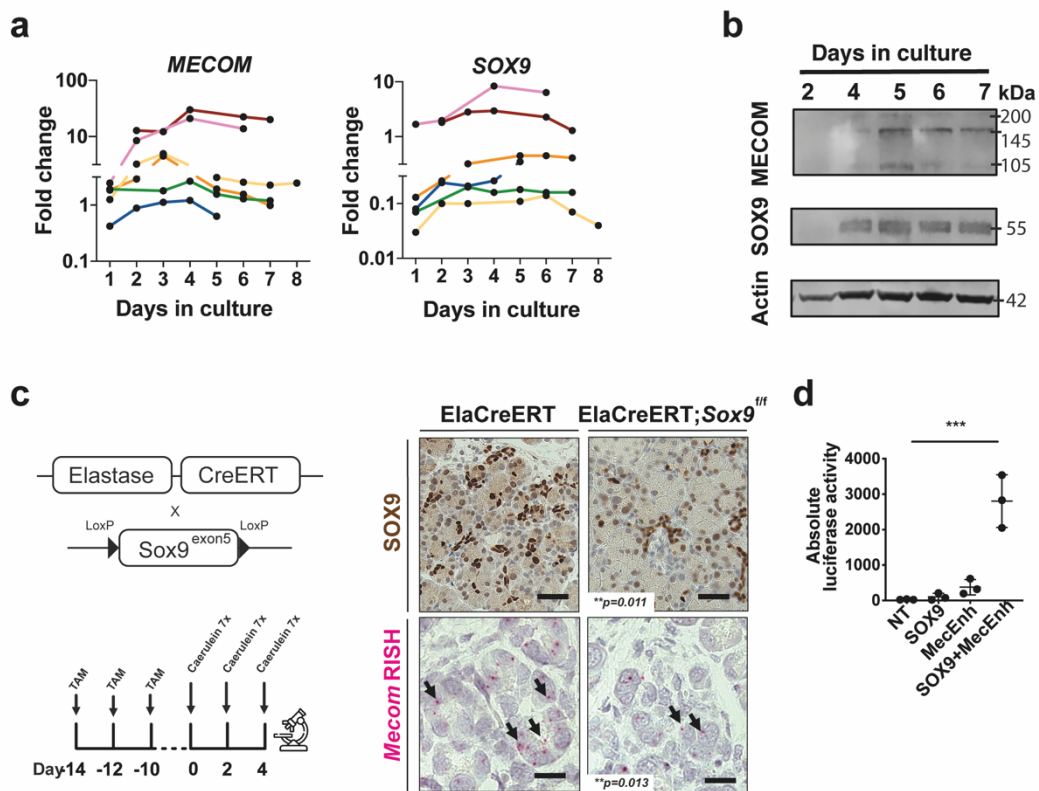 a
MECOM
Fold change
100
10
1
0.1
1 2 3 4 5 6 7 8
Days in culture
SOX9
Fold change
10
1
0.1
0.01
1 2 3 4 5 6 7 8
Days in culture
b
Days in culture
2 4 5 6 7 kDa
MECOM
200
145
105
SOX9
55
Actin
42
c
Elastase CreERT
X
LoxP LoxP
Sox9 exon5
TAM TAM TAM Caerulein 7x Caerulein 7x Caerulein 7x
Day -14 -12 -10 0 2 4
ElaCreERT ElaCreERT;Sox9 f/f
SOX9
**p=0.011
Mecom RISH
**p=0.013
d
***
Absolute
luciferase activity
4000
3000
2000
1000
0
NT
SOX9
MecEnh
SOX9+MecEnh